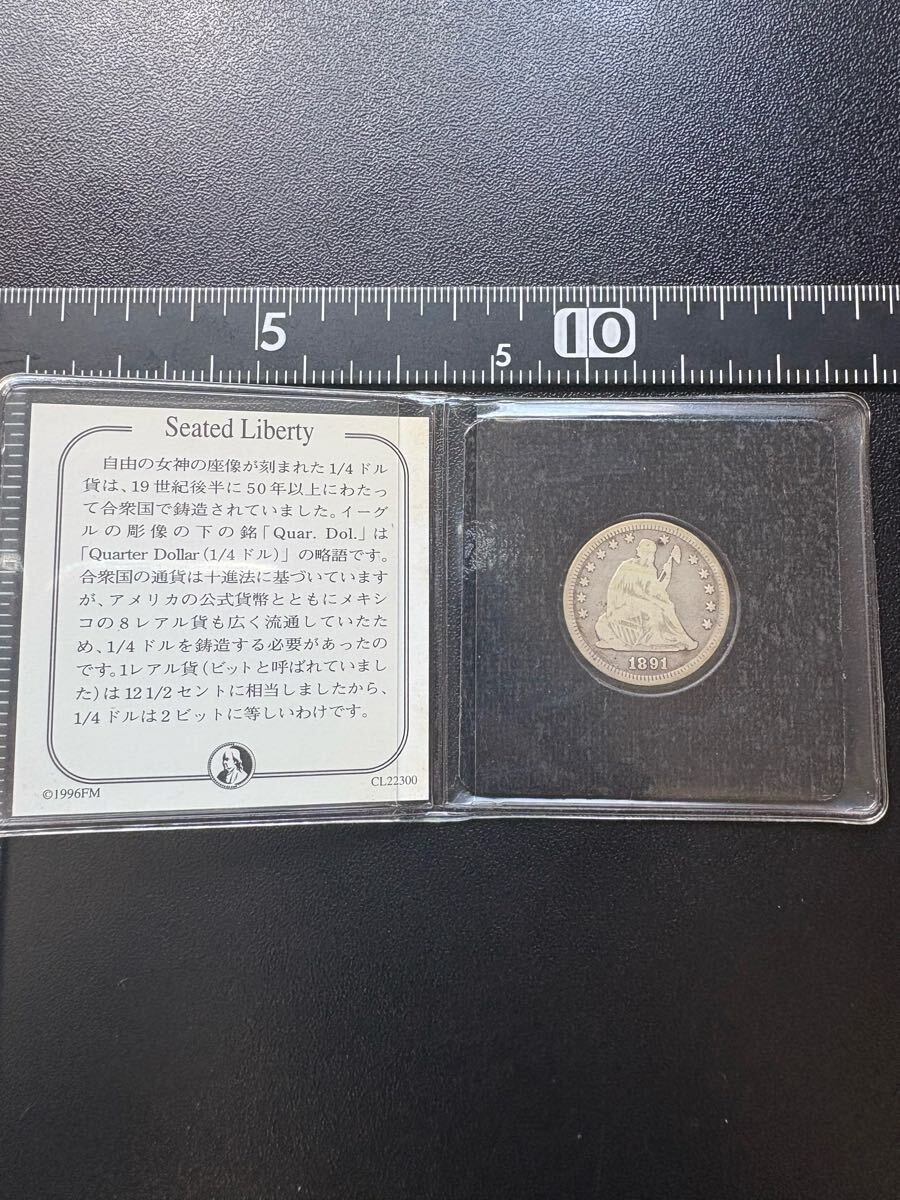 5
10
5
Seated Liberty
自由の女神の座像が刻まれた 1/4 ドル
貨は、19 世紀後半に 50 年以上にわたっ
て合衆国で鋳造されていました。イーグ
ルの彫像の下の銘「Quar. Dol.」は
「Quarter Dollar (1/4 ドル)」の略語です。
合衆国の通貨は十進法に基づいています
が、アメリカの公式貨幣とともにメキシ
コの 8 レアル貨も広く流通していたた
め、1/4 ドルを鋳造する必要があったの
です。1レアル貨 (ビットと呼ばれていまし
た) は 12 1/2 セントに相当しましたから、
1/4 ドルは 2 ビットに等しいわけです。
©1996FM
CL22300
1891